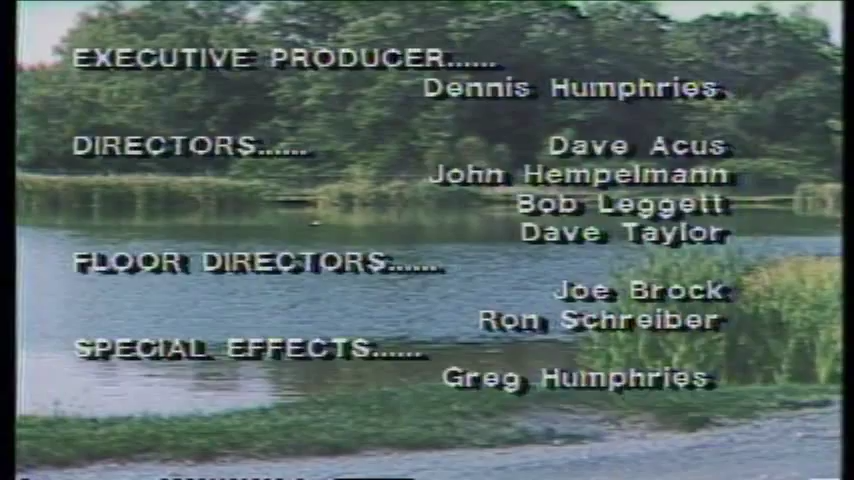 EXECUTIVE PRODUCER......
Dennis Humphries
DIRECTORS...... Dave Acus
John Hempelmann
Bob Leggett
Dave Taylor
FLOOR DIRECTORS......
Joe Brock
Ron Schreiber
SPECIAL EFFECTS......
Greg Humphries